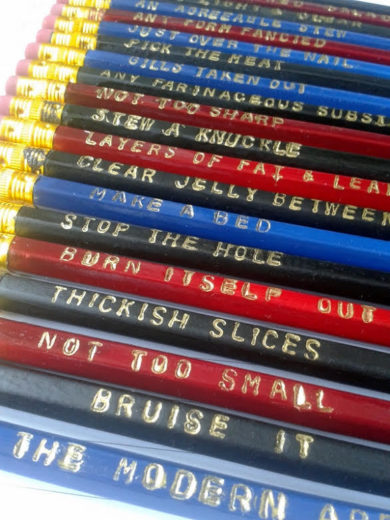 AN AGREEABLE STEW
ANY FORM FANCIED
JUST OVER THE NAIL
PICK THE MEAT
GILLS TAKEN OUT
ANY FARINACEOUS
NOT TOO SHARP
STEW A KNUCKLE
LAYERS OF FAT &
CLEAR JELLY BETWEEN
MAKE A BED
STOP THE HOLE
BURN ITSELF OUT
THICKISH SLICES
NOT TOO SMALL
BRUISE IT
THE MODERN